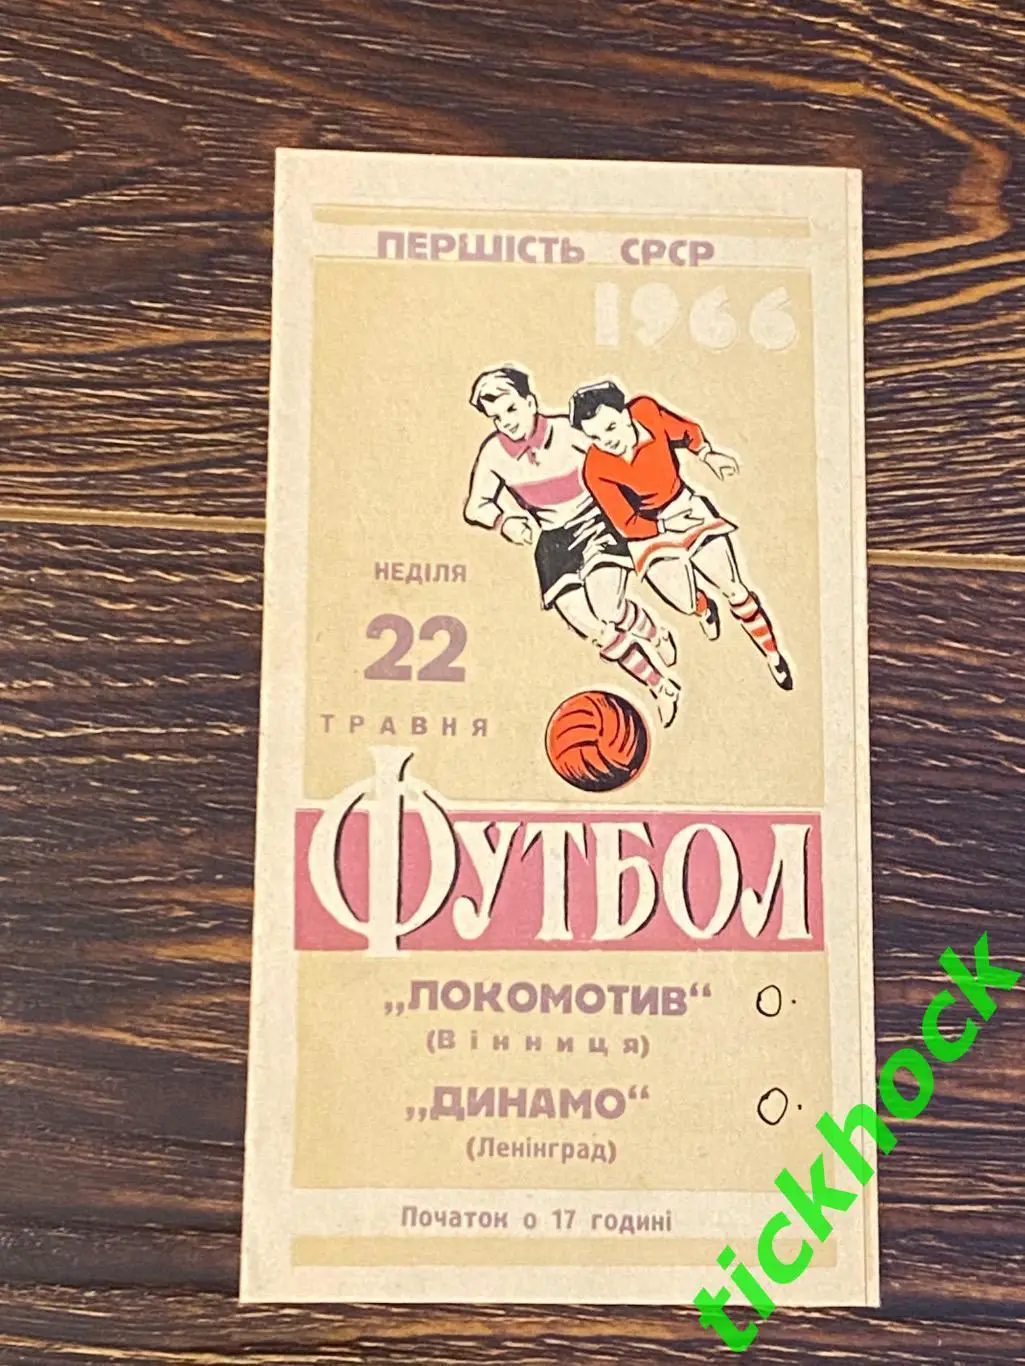 ПЕРШІСТЬ СРСР
1966
НЕДІЛЯ
22
ТРАВНЯ
ФУТБОЛ
„ЛОКОМОТИВ“ 0.
(Вінниця)
„ДИНАМО“ 0.
(Ленінград)
Початок о 17 годині
tickhock